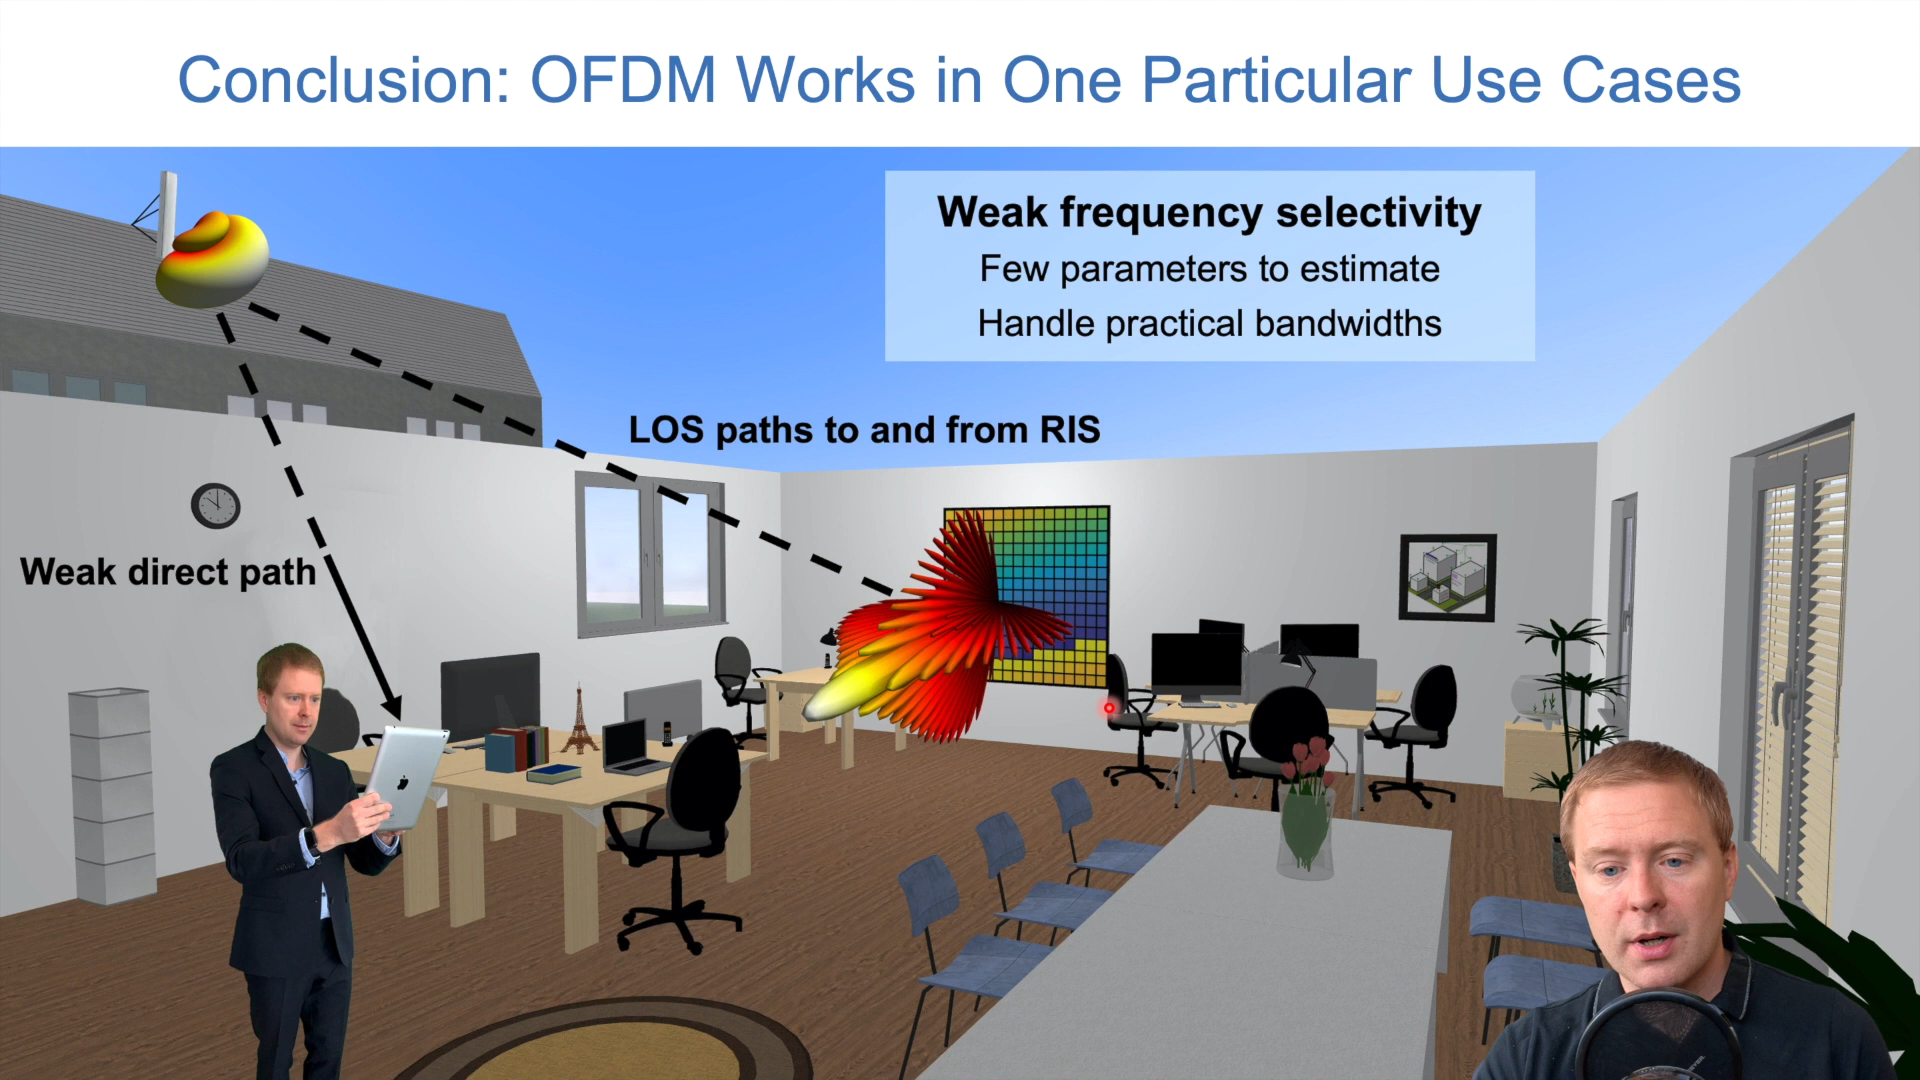 Conclusion: OFDM Works in One Particular Use Cases
Weak frequency selectivity
Few parameters to estimate
Handle practical bandwidths
LOS paths to and from RIS
Weak direct path